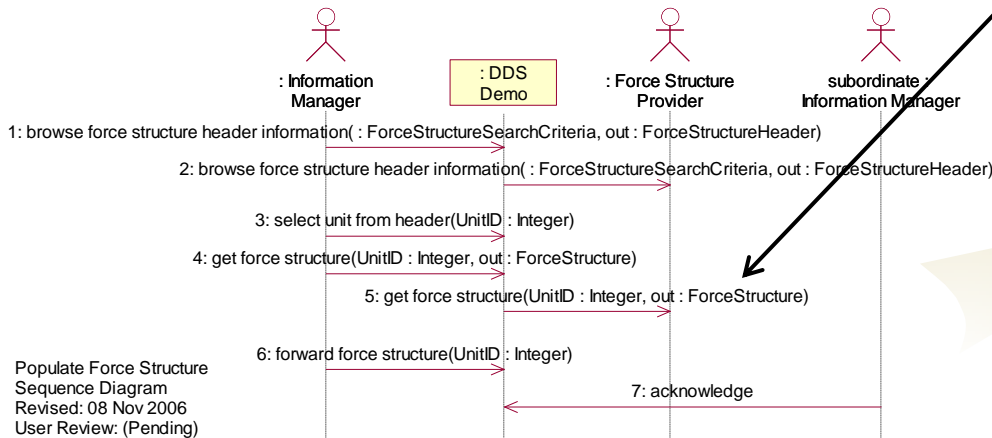 : Information
Manager
: DDS
Demo
: Force Structure
Provider
subordinate :
Information Manager
1: browse force structure header information( : ForceStructureSearchCriteria, out : ForceStructureHeader)
2: browse force structure header information( : ForceStructureSearchCriteria, out : ForceStructureHeader)
3: select unit from header(UnitID : Integer)
4: get force structure(UnitID : Integer, out : ForceStructure)
5: get force structure(UnitID : Integer, out : ForceStructure)
6: forward force structure(UnitID : Integer)
7: acknowledge
Populate Force Structure
Sequence Diagram
Revised: 08 Nov 2006
User Review: (Pending)